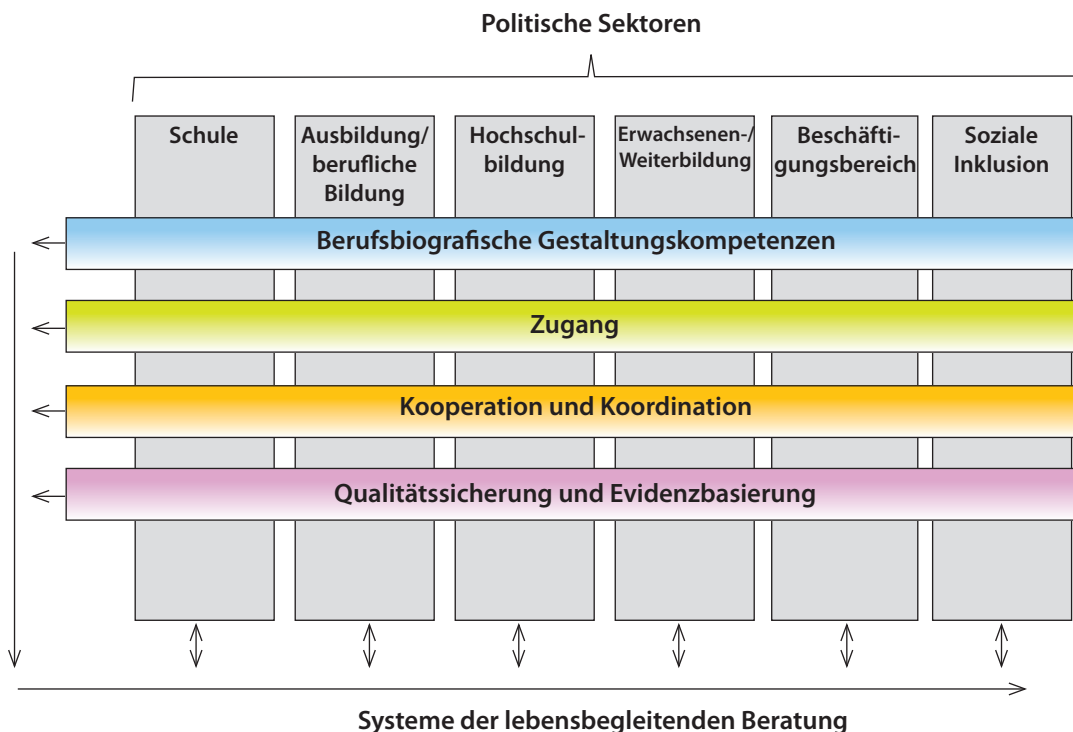 Politische Sektoren
Schule
Ausbildung/
berufliche
Bildung
Hochschul-
bildung
Erwachsenen-/
Weiterbildung
Beschäfti-
gungsbereich
Soziale
Inklusion
Berufsbiografische Gestaltungskompetenzen
Zugang
Kooperation und Koordination
Qualitätssicherung und Evidenzbasierung
Systeme der lebensbegleitenden Beratung